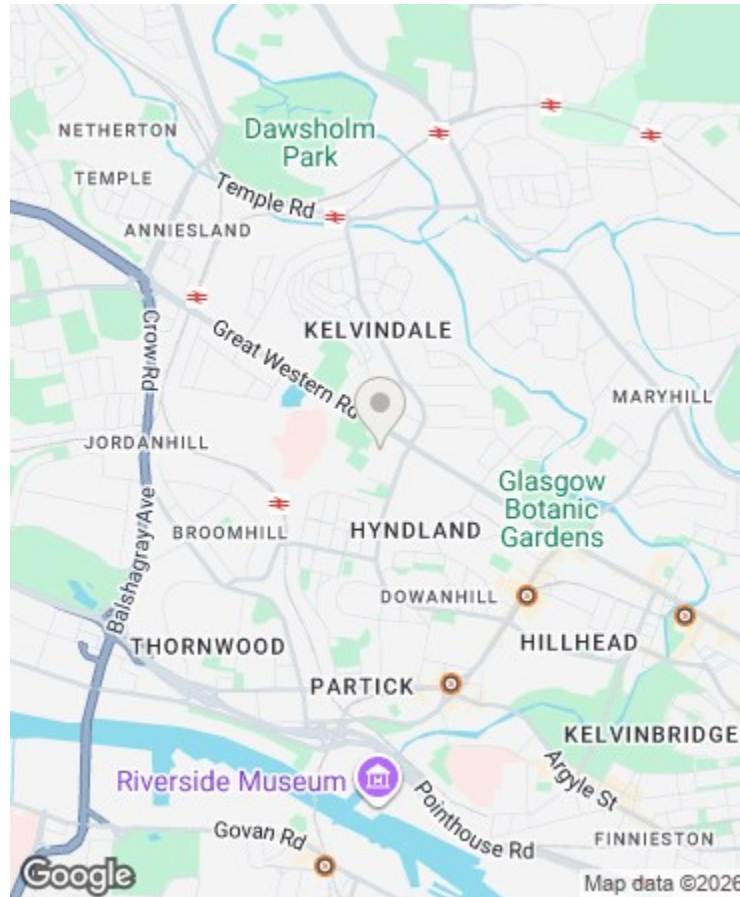 NETHERTON
Dawsholm
Park
TEMPLE
Temple Rd
ANNIESLAND
KELVINDALE
Great Western Rd
Crow Rd
MARYHILL
JORDANHILL
Glasgow
Botanic
Gardens
BROOMHILL
HYNDLAND
Balshagray Ave
DOWANHILL
THORNWOOD
HILLHEAD
PARTICK
KELVINBRIDGE
Argyle St
Riverside Museum
Pointhouse Rd
Govan Rd
FINNIESTON
Google
Map data ©2026